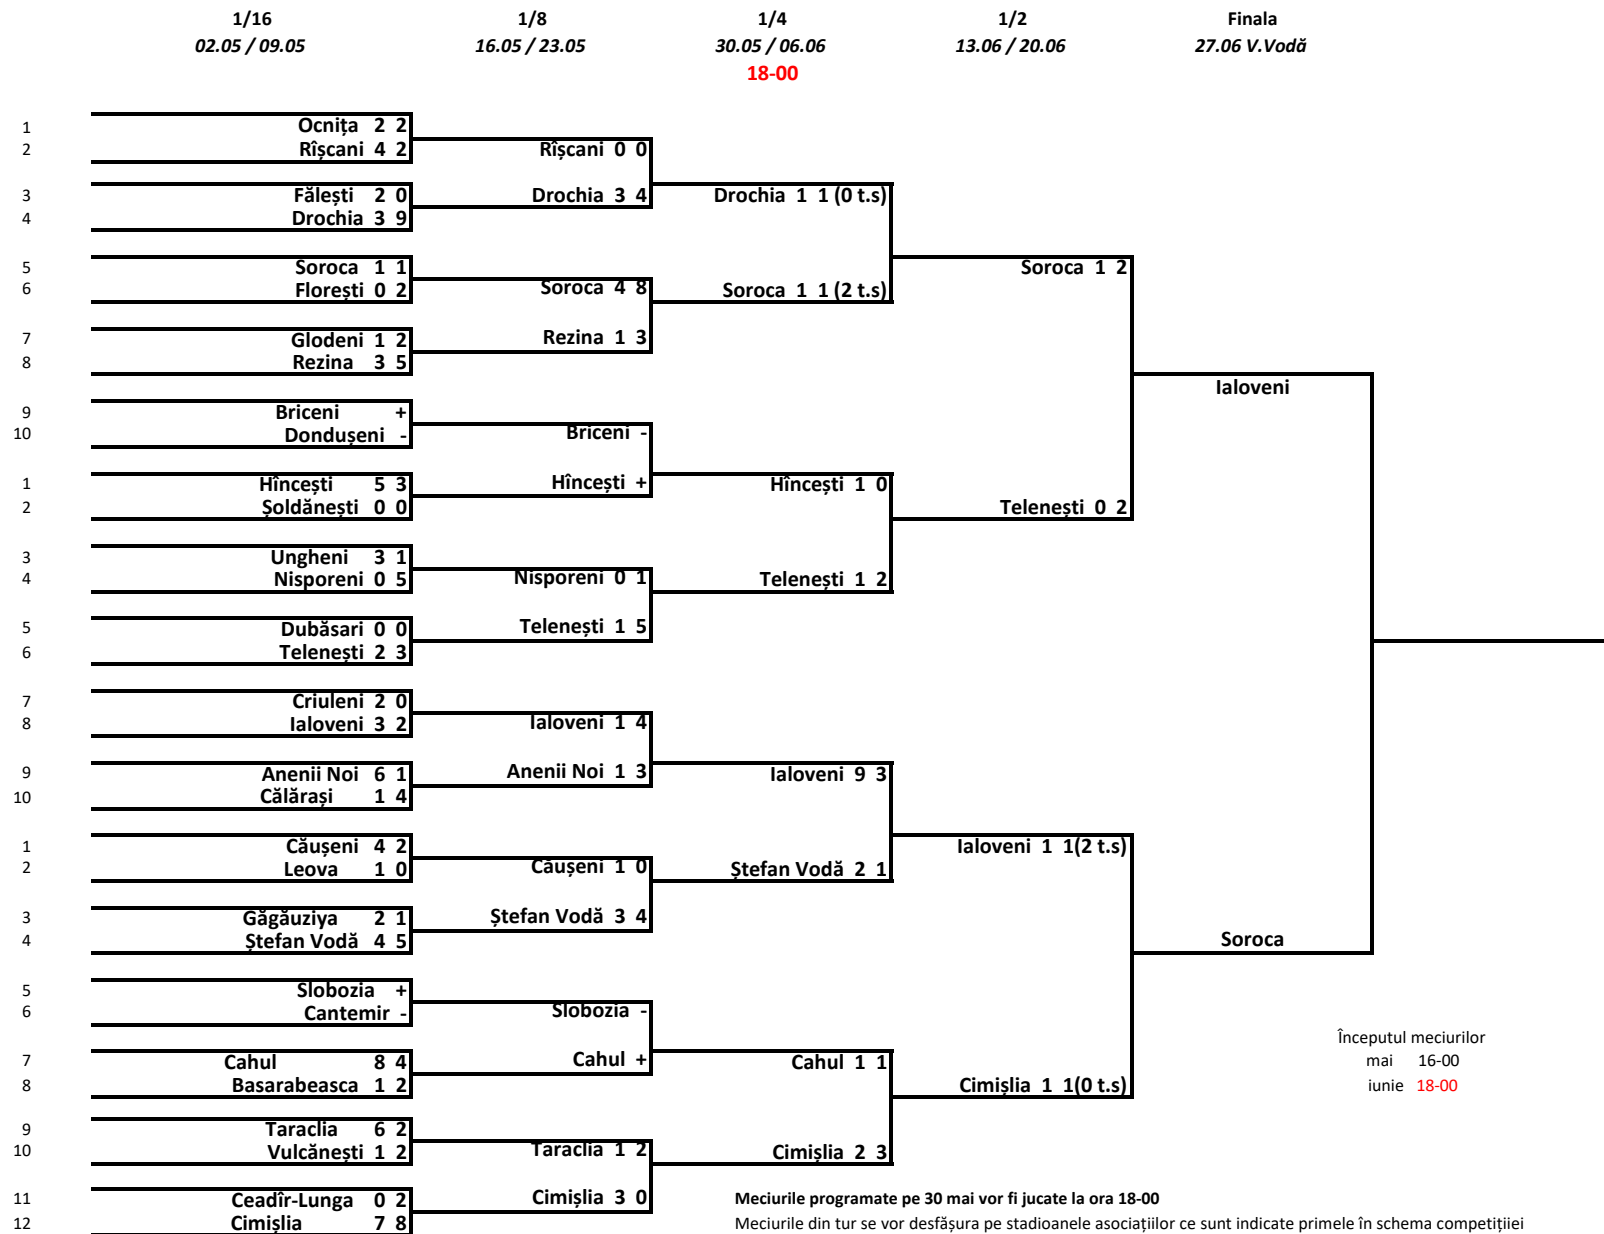 1/16 1/8 1/4 1/2 Finala
02.05 / 09.05 16.05 / 23.05 30.05 / 06.06 13.06 / 20.06 27.06 V.Vodă
18-00
1 Ocnița 2 2
2 Rîșcani 4 2 Rîșcani 0 0
3 Fălești 2 0 Drochia 3 4 Drochia 1 1 (0 t.s)
4 Drochia 3 9
5 Soroca 1 1 Soroca 1 2
6 Florești 0 2 Soroca 4 8 Soroca 1 1 (2 t.s)
7 Glodeni 1 2 Rezina 1 3
8 Rezina 3 5
Ialoveni
9 Briceni +
10 Dondușeni - Briceni -
1 Hîncești 5 3 Hîncești + Hîncești 1 0
2 Șoldănești 0 0 Telenești 0 2
3 Ungheni 3 1
4 Nisporeni 0 5 Nisporeni 0 1 Telenești 1 2
5 Dubăsari 0 0 Telenești 1 5
6 Telenești 2 3
7 Criuleni 2 0
8 Ialoveni 3 2 Ialoveni 1 4
9 Anenii Noi 6 1 Anenii Noi 1 3 Ialoveni 9 3
10 Călărași 1 4
1 Căușeni 4 2 Ialoveni 1 1(2 t.s)
2 Leova 1 0 Căușeni 1 0 Ștefan Vodă 2 1
3 Găgăuziya 2 1 Ștefan Vodă 3 4
4 Ștefan Vodă 4 5 Soroca
5 Slobozia +
6 Cantemir - Slobozia -
Începutul meciurilor
7 Cahul 8 4 Cahul + Cahul 1 1 mai 16-00
8 Basarabeasca 1 2 Cimișlia 1 1(0 t.s) iunie 18-00
9 Taraclia 6 2
10 Vulcănești 1 2 Taraclia 1 2 Cimișlia 2 3
11 Ceadîr-Lunga 0 2 Cimișlia 3 0 Meciurile programate pe 30 mai vor fi jucate la ora 18-00
12 Cimișlia 7 8 Meciurile din tur se vor desfășura pe stadioanele asociațiilor ce sunt indicate primele în schema competițiiei